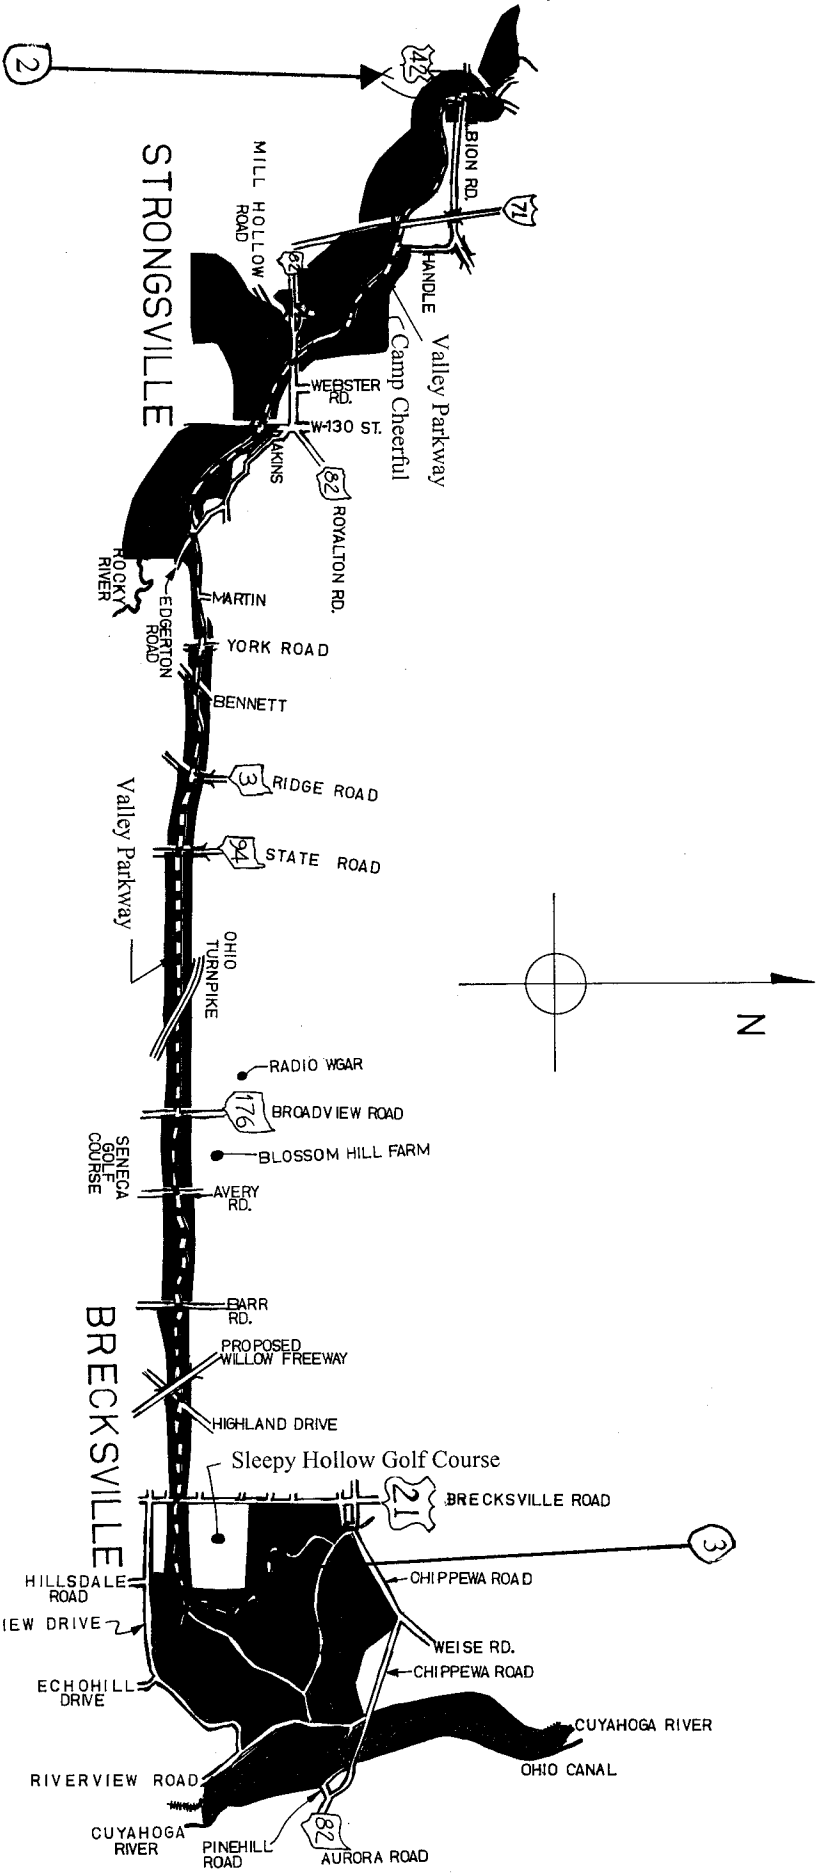 2
42
LBION RD.
71
MILL HOLLOW
ROAD
82
HANDLE
STRONGSVILLE
Valley Parkway
Camp Cheerful
WEBSTER
RD.
W-130 ST.
AKINS
82
ROYALTON RD.
ROCKY
RIVER
EDGERTON
ROAD
MARTIN
YORK ROAD
BENNETT
3
RIDGE ROAD
94
STATE ROAD
Valley Parkway
OHIO
TURNPIKE
N
RADIO WGAR
176
BROADVIEW ROAD
BLOSSOM HILL FARM
SENECA
GOLF
COURSE
AVERY
RD.
BARR
RD.
BRECKSVILLE
PROPOSED
WILLOW FREEWAY
HIGHLAND DRIVE
Sleepy Hollow Golf Course
21
BRECKSVILLE ROAD
3
CHIPPEWA ROAD
HILLSDALE
ROAD
IEW DRIVE
WEISE RD.
CHIPPEWA ROAD
ECHOHILL
DRIVE
CUYAHOGA RIVER
OHIO CANAL
RIVERVIEW ROAD
CUYAHOGA
RIVER
PINEHILL
ROAD
82
AURORA ROAD